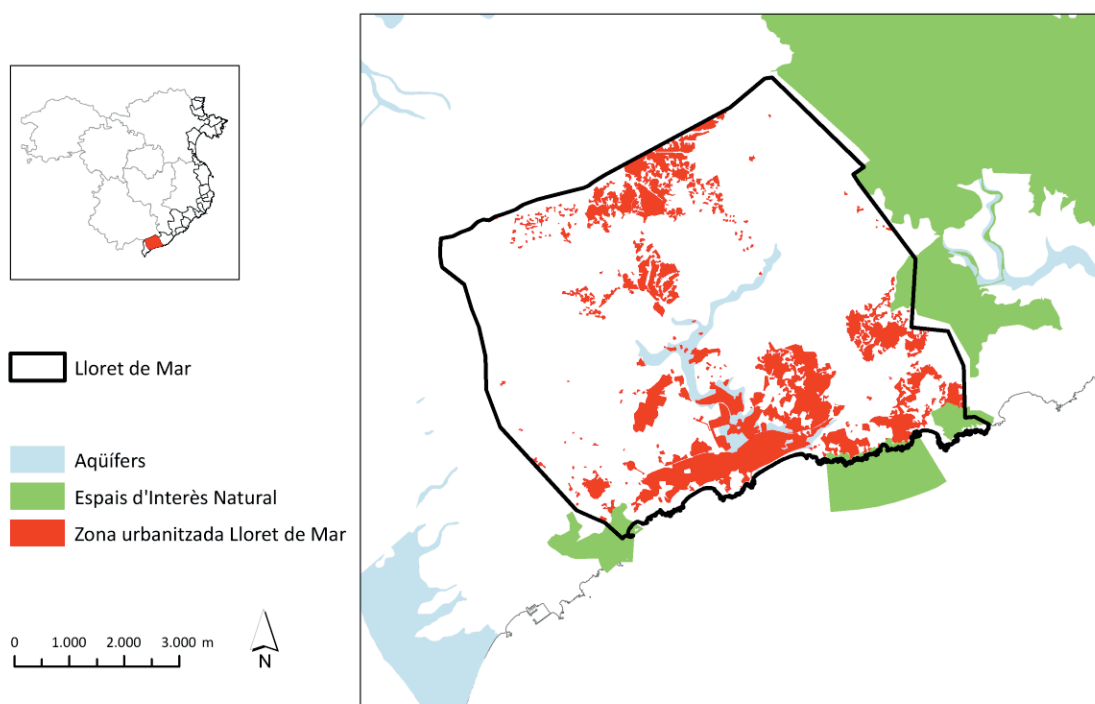 Lloret de Mar
Aqüífers
Espais d'Interès Natural
Zona urbanitzada Lloret de Mar
0 1.000 2.000 3.000 m
N